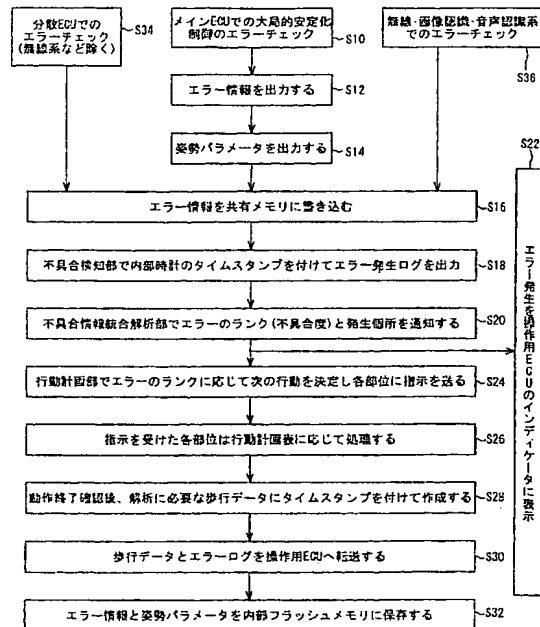 分散ECUでの
エラーチェック
(無線系など除く)
S34
メインECUでの大局的安定化
制御のエラーチェック
S10
無線・画像認識・音声認識系
でのエラーチェック
S36
エラー情報を出力する
S12
姿勢パラメータを出力する
S14
エラー情報を共有メモリに書き込む
S16
不具合検知部で内部時計のタイムスタンプを付けてエラー発生ログを出力
S18
不具合情報統合解析部でエラーのランク(不具合度)と発生個所を通知する
S20
S22
エラー発生を操作用ECUのインディケータに表示
行動計画部でエラーのランクに応じて次の行動を決定し各部位に指示を送る
S24
指示を受けた各部位は行動計画表に応じて処理する
S26
動作終了確認後、解析に必要な歩行データにタイムスタンプを付けて作成する
S28
歩行データとエラーログを操作用ECUへ転送する
S30
エラー情報と姿勢パラメータを内部フラッシュメモリに保存する
S32